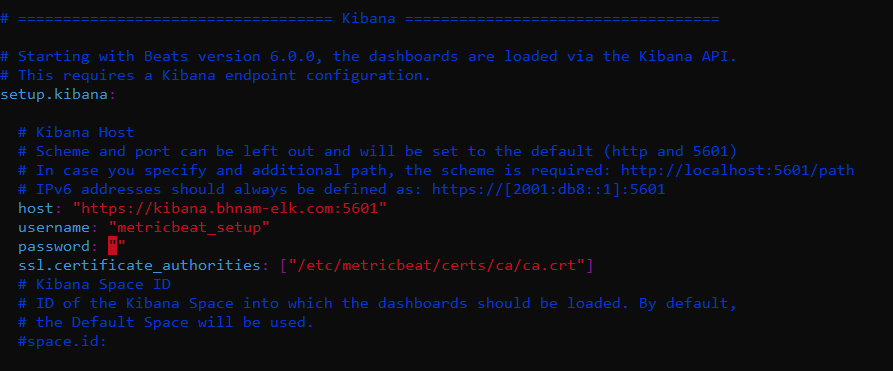 # =================================== Kibana ===================================
# Starting with Beats version 6.0.0, the dashboards are loaded via the Kibana API.
# This requires a Kibana endpoint configuration.
setup.kibana:
# Kibana Host
# Scheme and port can be left out and will be set to the default (http and 5601)
# In case you specify and additional path, the scheme is required: http://localhost:5601/path
# IPv6 addresses should always be defined as: https://[2001:db8::1]:5601
host: "https://kibana.bhnam-elk.com:5601"
username: "metricbeat_setup"
password: ""
ssl.certificate_authorities: ["/etc/metricbeat/certs/ca/ca.crt"]
# Kibana Space ID
# ID of the Kibana Space into which the dashboards should be loaded. By default,
# the Default Space will be used.
#space.id: